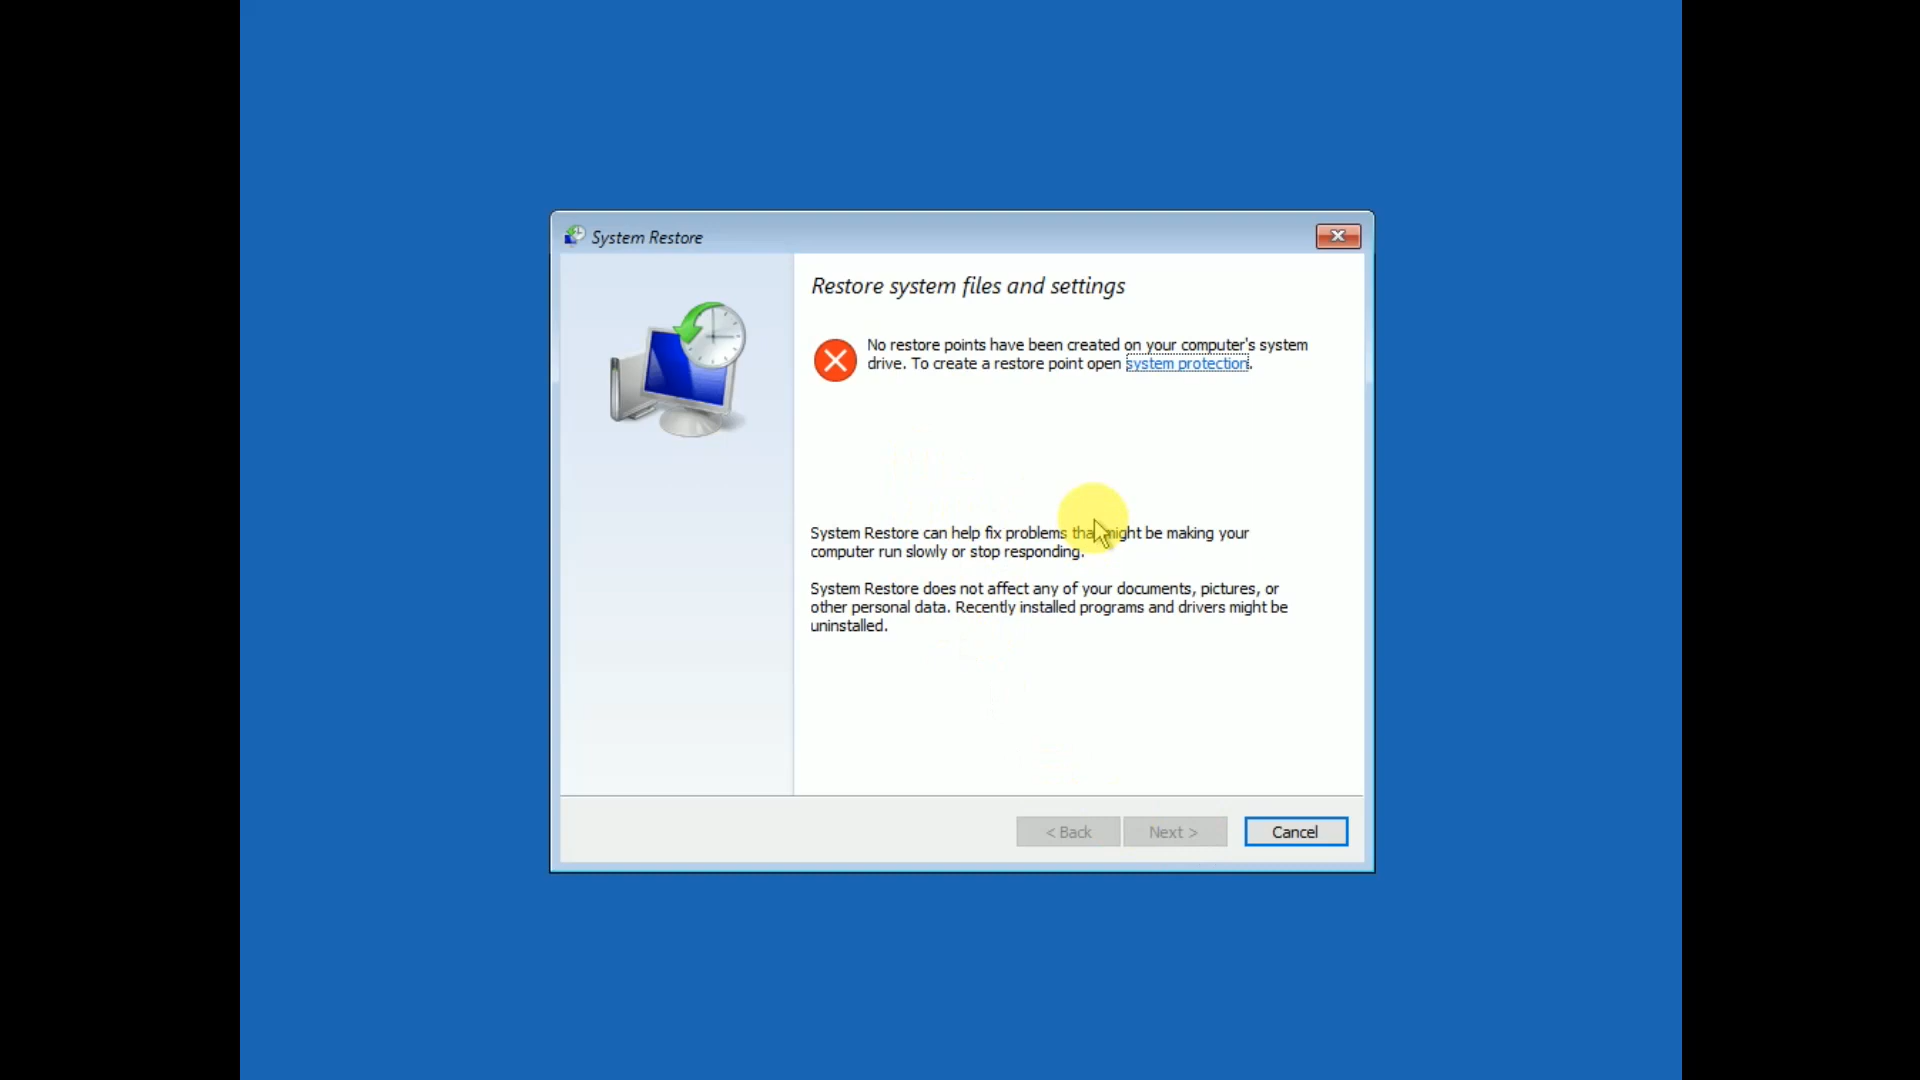 System Restore
Restore system files and settings
No restore points have been created on your computer's system
drive. To create a restore point open system protection.
System Restore can help fix problems that might be making your
computer run slowly or stop responding.
System Restore does not affect any of your documents, pictures, or
other personal data. Recently installed programs and drivers might be
uninstalled.
< Back
Next >
Cancel